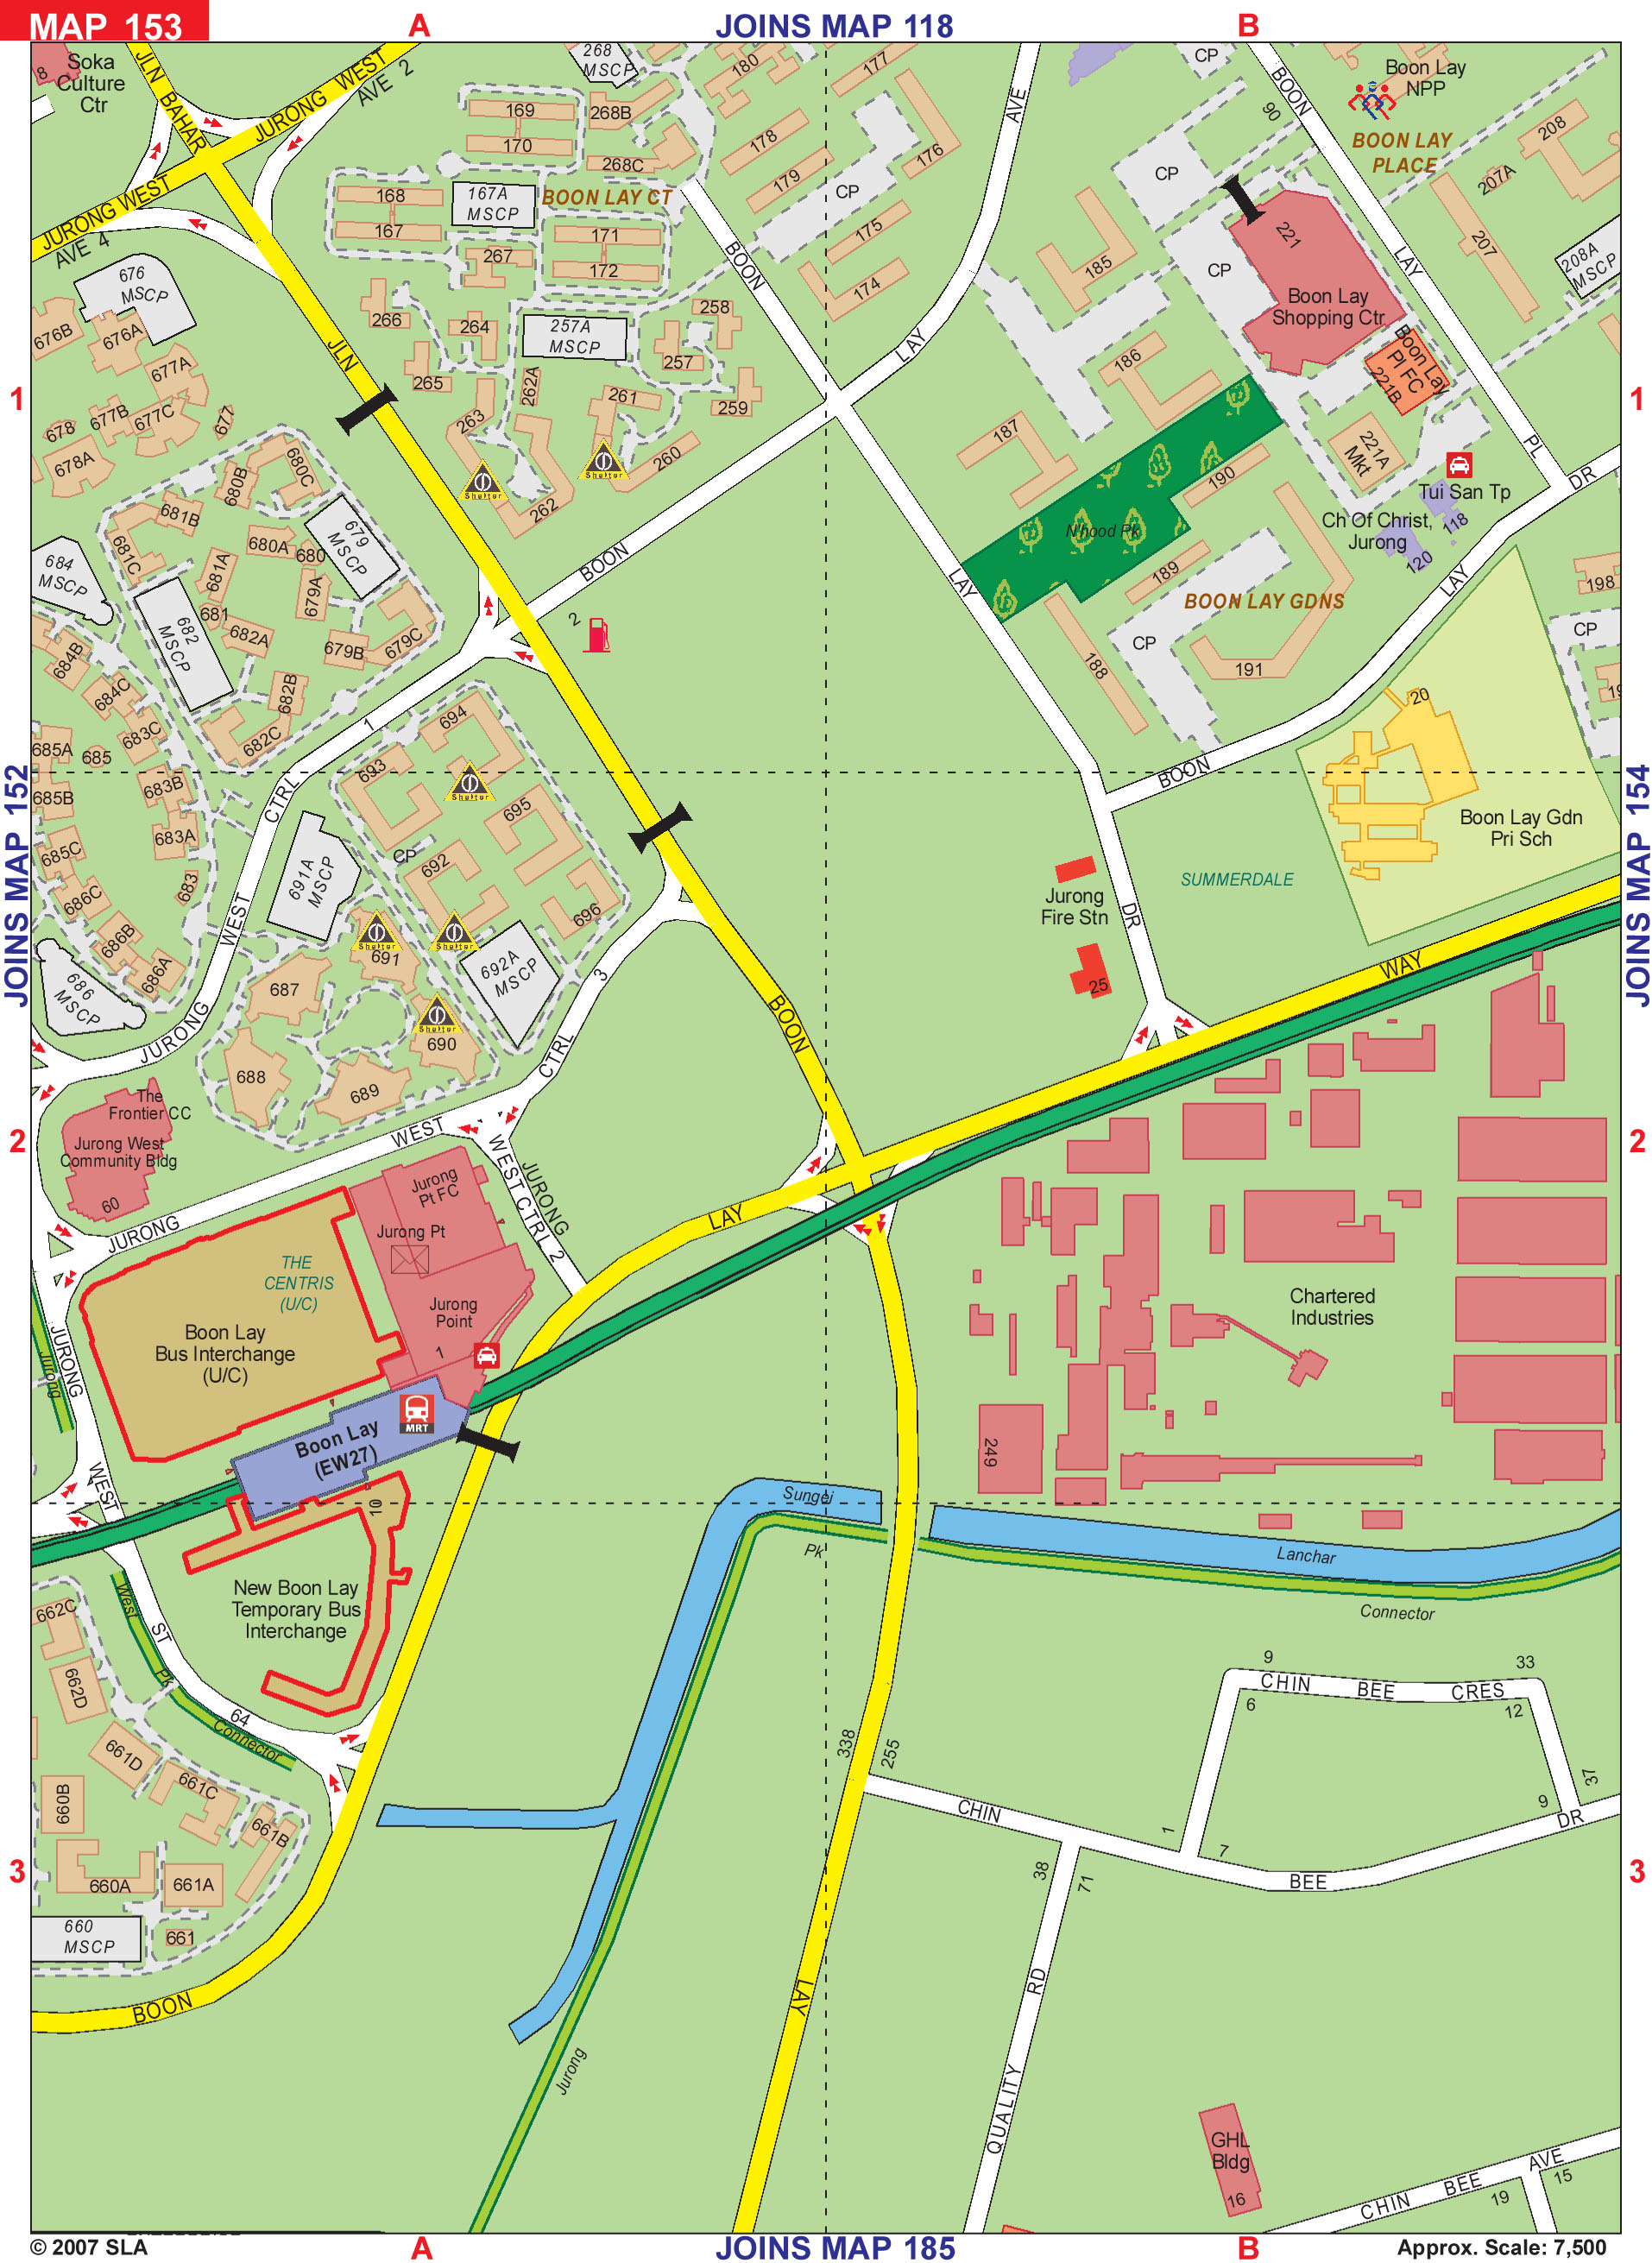 MAP 153
A
JOINS MAP 118
B
Soka
Culture
Ctr
8
JLN
BAHAR
JURONG WEST
AVE 2
JURONG WEST
AVE 4
268
MSCP
268B
268C
169
170
168
167
167A
MSCP
BOON LAY CT
171
172
267
180
177
178
179
176
CP
175
174
AVE
CP
CP
CP
BOON
90
Boon Lay
NPP
BOON LAY
PLACE
208
207A
207
208A
MSCP
221
Boon Lay
Shopping Ctr
LAY
Boon Lay
Pl FC
221B
221A
Mkt
Tui San Tp
118
Ch Of Christ,
Jurong
120
PL
DR
185
186
187
190
N'hood Pk
189
BOON LAY GDNS
188
CP
191
198
CP
19
676
MSCP
676B
676A
677A
677B
677C
677
678
678A
JLN
266
264
265
257A
MSCP
258
257
259
262A
261
263
Shelter
Shelter
262
260
BOON
LAY
BOON
LAY
BOON
2
680B
680C
681B
681C
680A
680
679
MSCP
681A
679A
681
682A
679B
679C
682
MSCP
682B
682C
684
MSCP
684B
684C
683C
685A
685
685B
683B
683A
685C
686C
683
686B
686A
686
MSCP
1
1
1
CTRL
WEST
JURONG
694
693
Shelter
695
CP
692
696
691A
MSCP
Shelter
691
Shelter
692A
MSCP
687
Shelter
690
688
689
3
CTRL
WEST
JOINS MAP 152
JOINS MAP 154
LAY
BOON
20
Boon Lay Gdn
Pri Sch
Jurong
Fire Stn
25
SUMMERDALE
DR
WAY
BOON
The
Frontier CC
Jurong West
Community Bldg
60
JURONG
2
2
JURONG
WEST CTRL 2
Jurong
Pt FC
Jurong Pt
Jurong
Point
1
THE
CENTRIS
(U/C)
Boon Lay
Bus Interchange
(U/C)
JURONG
Jurong
WEST
MRT
Boon Lay
(EW27)
LAY
Chartered
Industries
249
10
New Boon Lay
Temporary Bus
Interchange
ST
64
West
Pk
Connector
Sungei
Pk
Lanchar
Connector
662C
662D
661D
661C
661B
660B
660A
661A
660
MSCP
661
BOON
338
255
LAY
Jurong
9
33
CHIN BEE CRES
6
12
37
9
CHIN
1
7
BEE
DR
38
71
QUALITY
RD
3
3
GHL
Bldg
16
CHIN BEE AVE
19
15
© 2007 SLA
A
JOINS MAP 185
B
Approx. Scale: 7,500